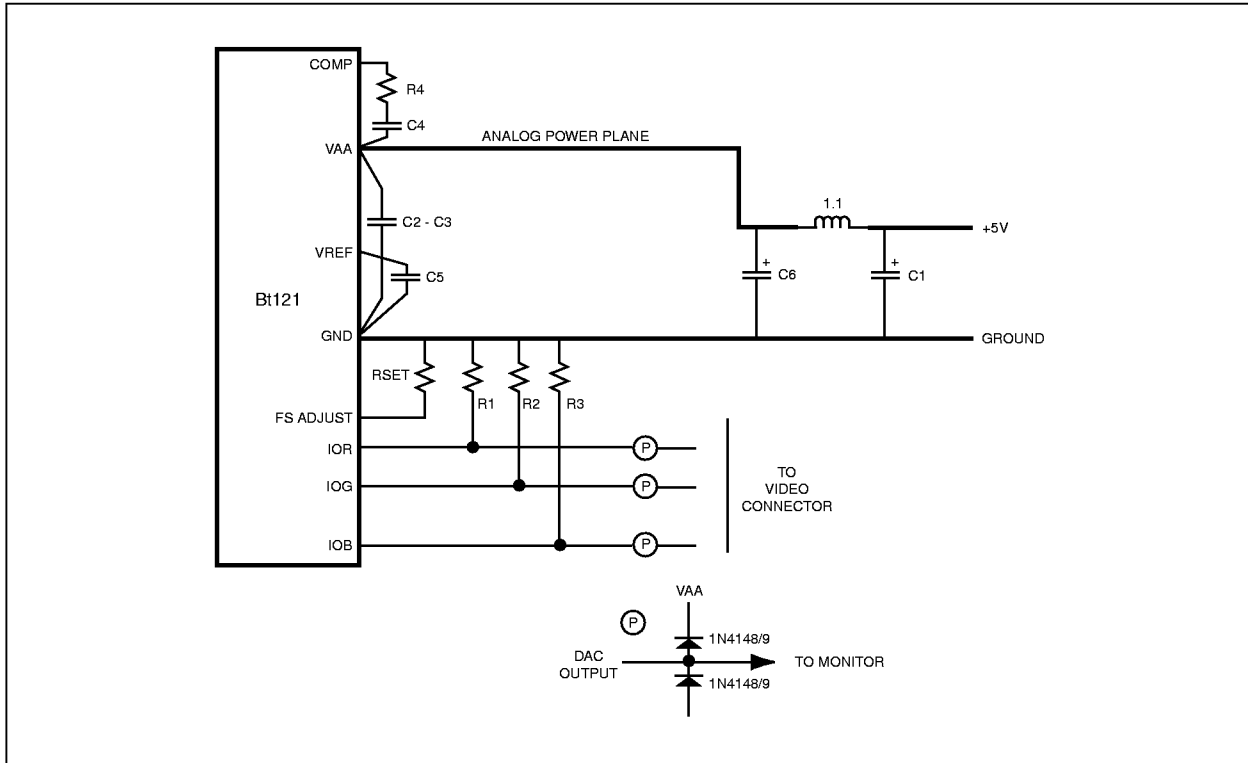 COMP
R4
C4
ANALOG POWER PLANE
VAA
1.1
C2 - C3
+5V
VREF
+
+
C5
C6
C1
Bt121
GND
GROUND
RSET
R1
R2
R3
FS ADJUST
IOR
P
IOG
P
TO
VIDEO
CONNECTOR
IOB
P
VAA
P
1N4148/9
DAC
OUTPUT
TO MONITOR
1N4148/9